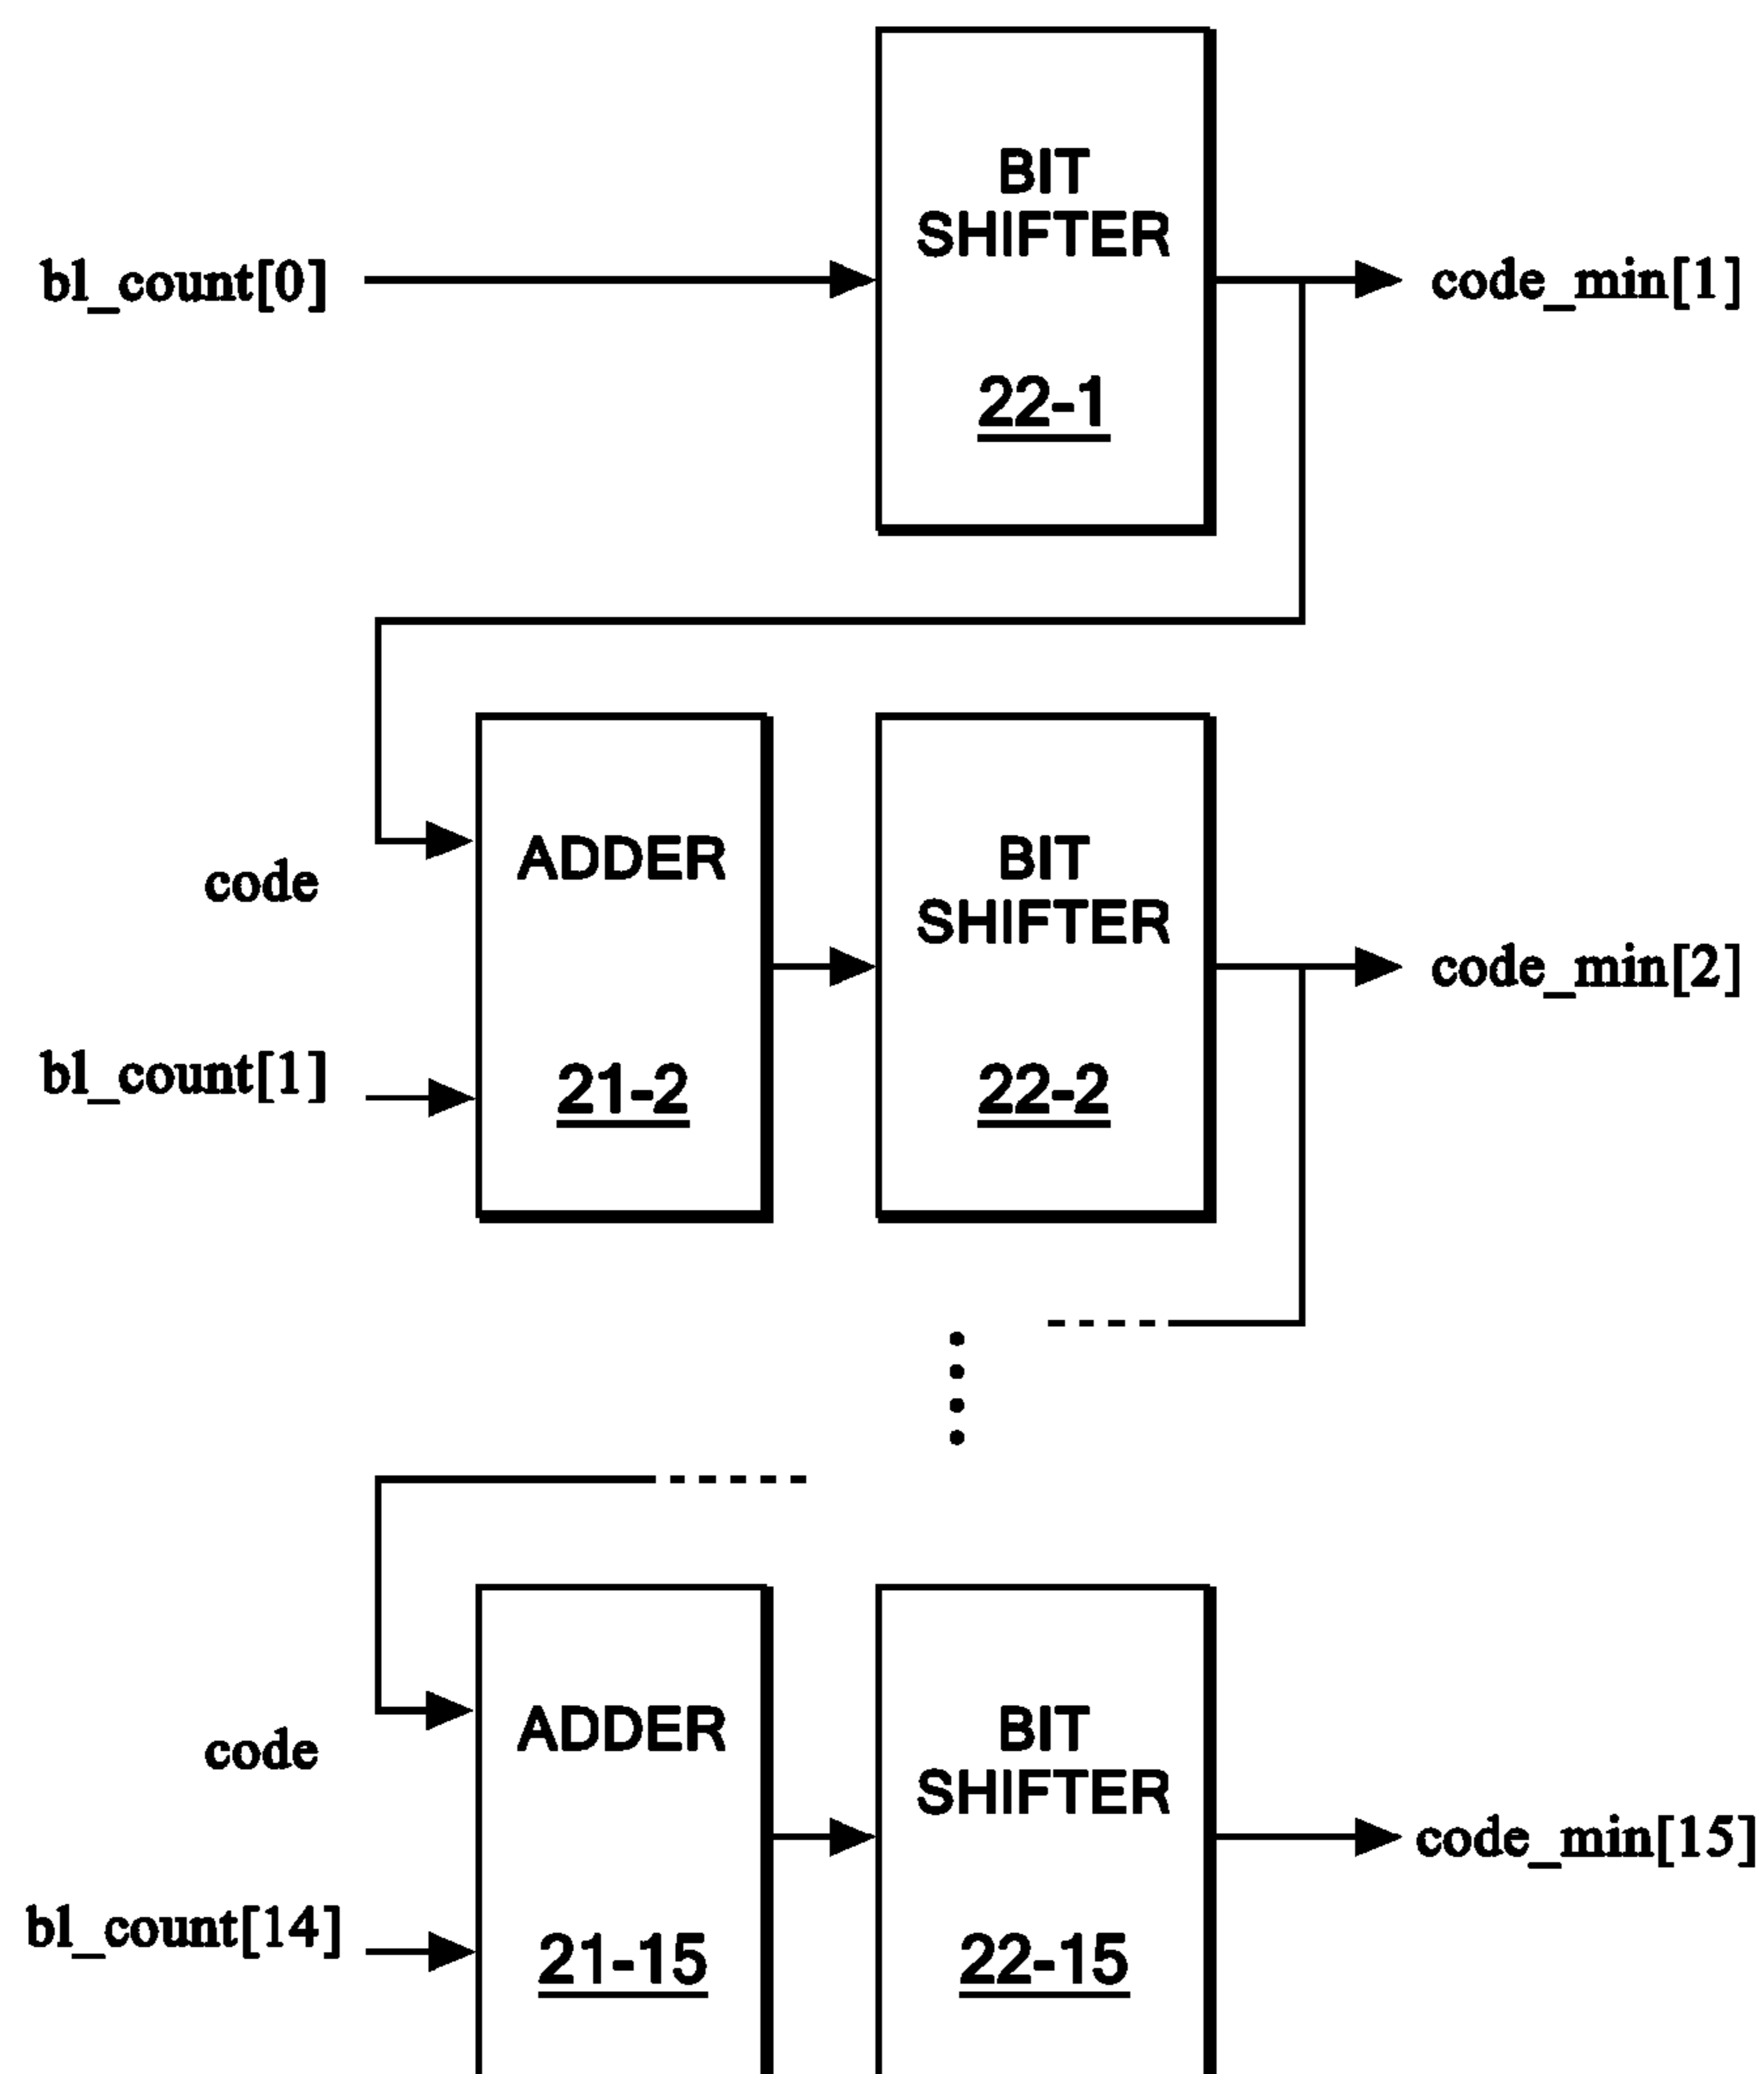 BIT
SHIFTER
bl_count[0]
code_min[1]
22-1
ADDER
BIT
SHIFTER
code
code_min[2]
bl_count[1]
21-2
22-2
ADDER
BIT
SHIFTER
code
code_min[15]
bl_count[14]
21-15
22-15